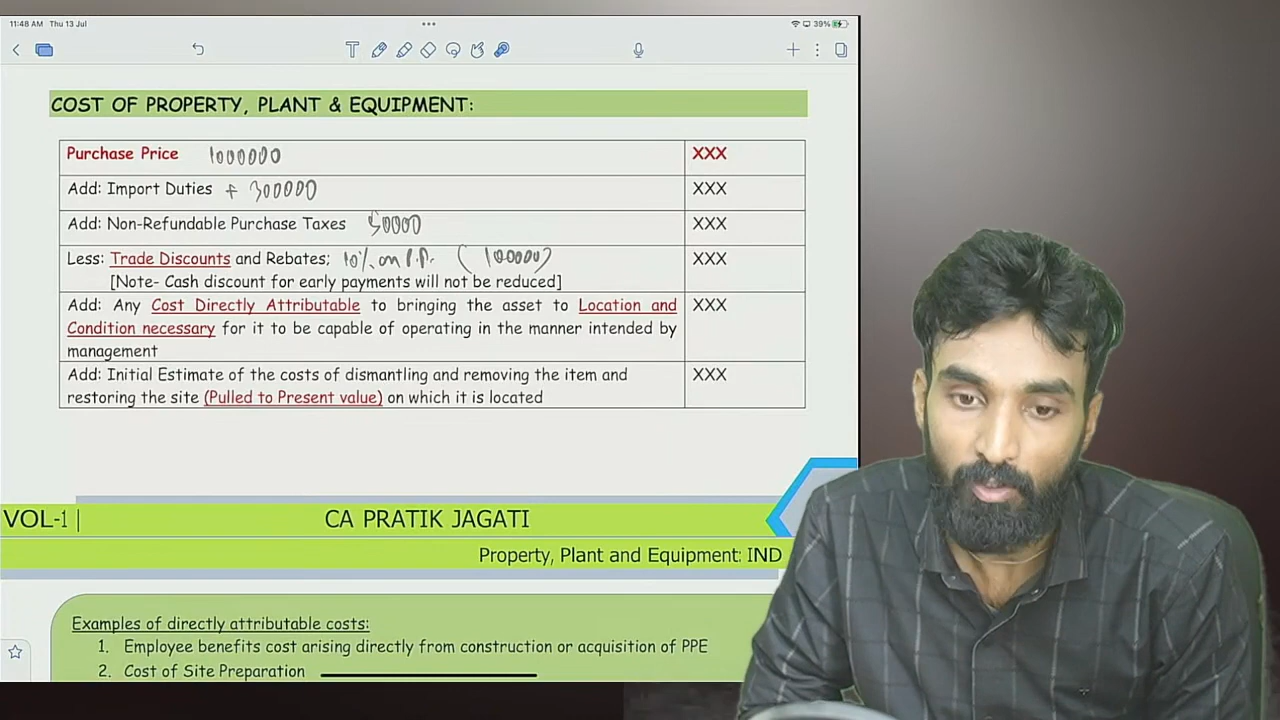 11:48 AM Thu 13 Jul
39%
COST OF PROPERTY, PLANT & EQUIPMENT:
Purchase Price 1000000 XXX
Add: Import Duties + 300000 XXX
Add: Non-Refundable Purchase Taxes 50000 XXX
Less: Trade Discounts and Rebates; 10% on P.P. (100000) XXX
[Note- Cash discount for early payments will not be reduced]
Add: Any Cost Directly Attributable to bringing the asset to Location and XXX
Condition necessary for it to be capable of operating in the manner intended by
management
Add: Initial Estimate of the costs of dismantling and removing the item and XXX
restoring the site (Pulled to Present value) on which it is located
VOL-1 | CA PRATIK JAGATI
Property, Plant and Equipment: IND
Examples of directly attributable costs:
1. Employee benefits cost arising directly from construction or acquisition of PPE
2. Cost of Site Preparation